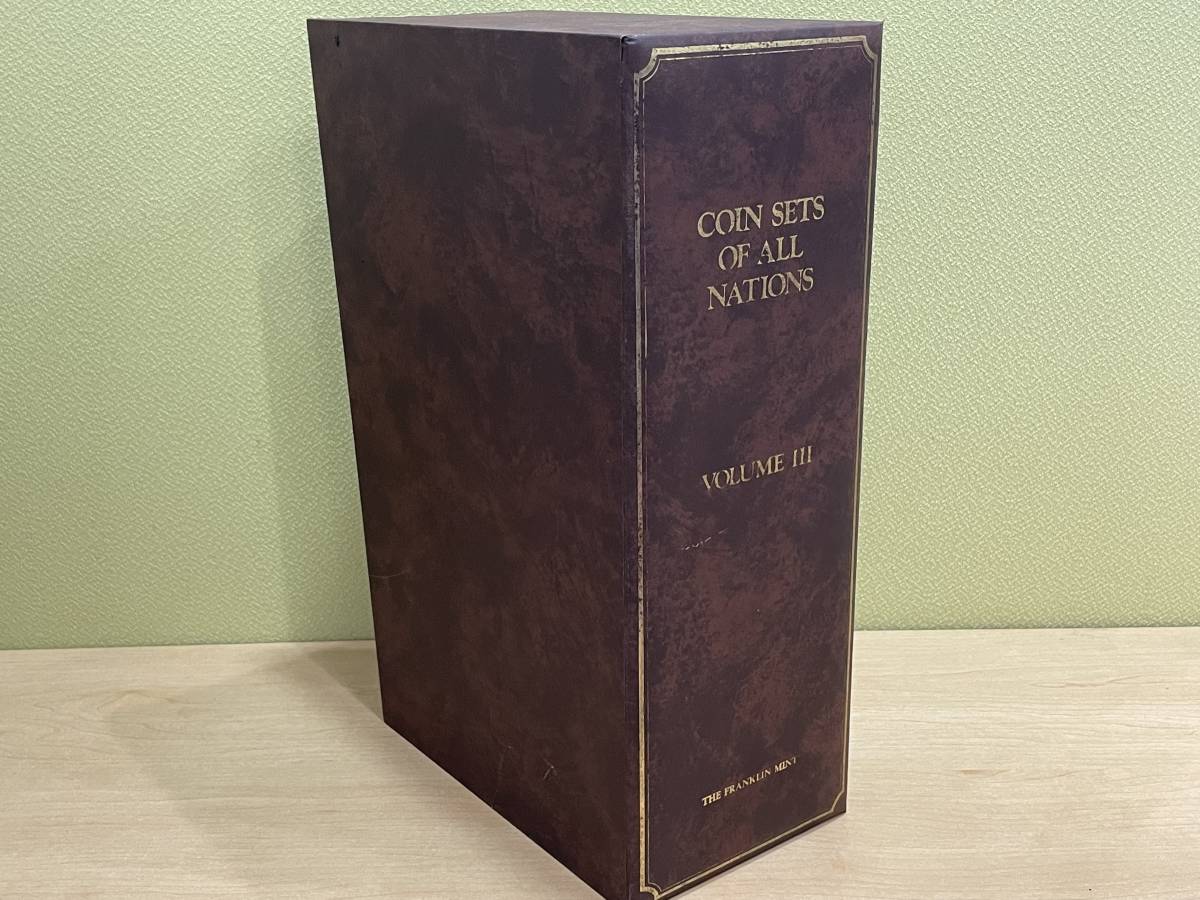 COIN SETS
OF ALL
NATIONS
VOLUME III
THE FRANKLIN MINT